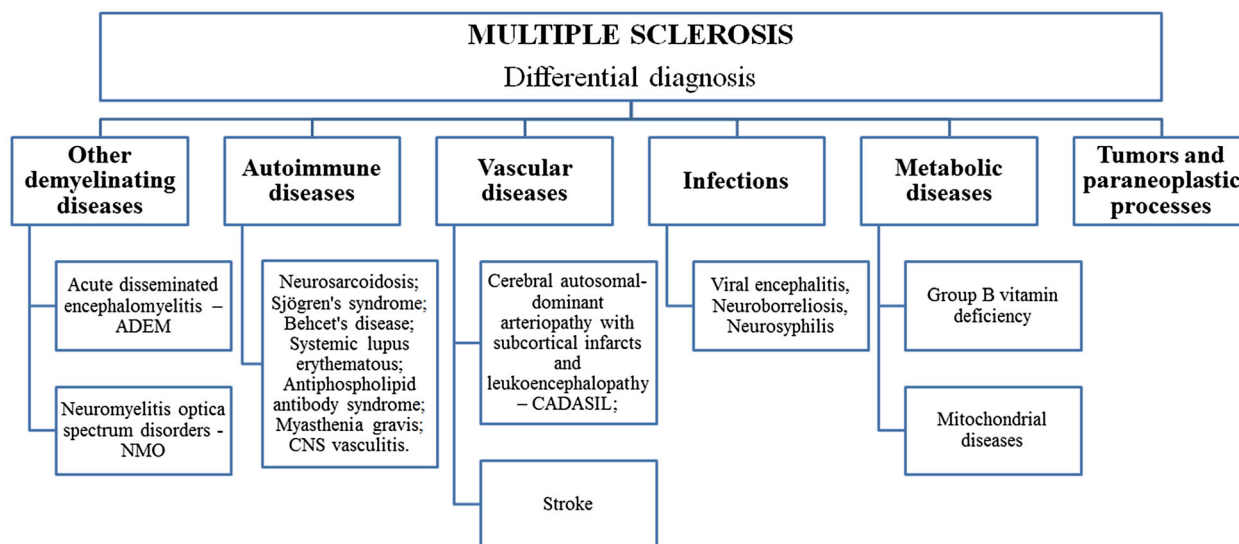 MULTIPLE SCLEROSIS
Differential diagnosis
Other
demyelinating
diseases
Autoimmune
diseases
Vascular
diseases
Infections
Metabolic
diseases
Tumors and
paraneoplastic
processes
Acute disseminated
encephalomyelitis –
ADEM
Neuromyelitis optica
spectrum disorders -
NMO
Neurosarcoidosis;
Sjögren's syndrome;
Behcet's disease;
Systemic lupus
erythematous;
Antiphospholipid
antibody syndrome;
Myasthenia gravis;
CNS vasculitis.
Cerebral autosomal-
dominant
arteriopathy with
subcortical infarcts
and
leukoencephalopathy
– CADASIL;
Stroke
Viral encephalitis,
Neuroborreliosis,
Neurosyphilis
Group B vitamin
deficiency
Mitochondrial
diseases